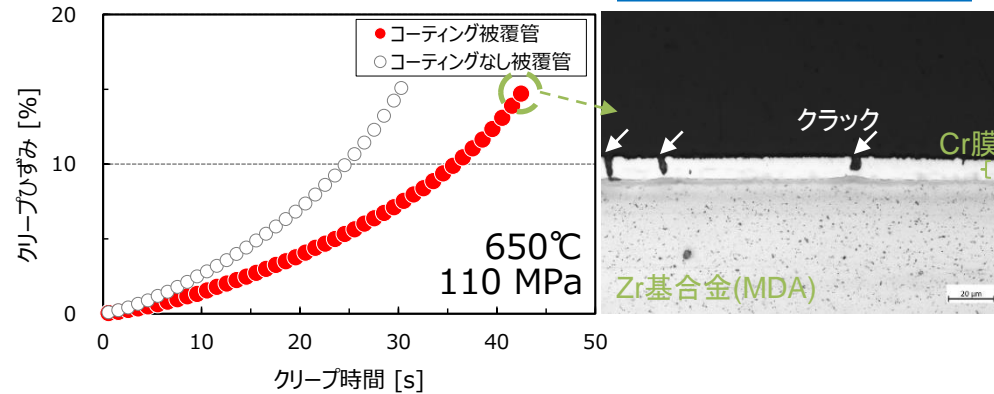 20
● コーティング被覆管
○ コーティングなし被覆管
クリープひずみ [%]
10
650℃
110 MPa
0
0 10 20 30 40 50
クリープ時間 [s]
クラック
Cr膜
Zr基合金(MDA)
20 μm